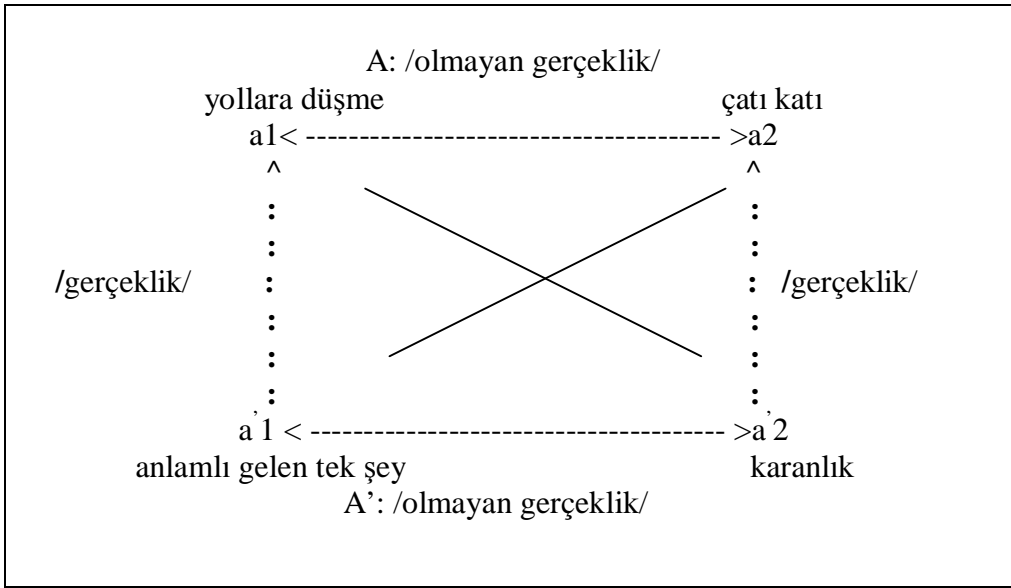 A: /olmayan gerçeklik/
yollara düşme çatı katı
a1< --------------------------------------- >a2
^ ^
: :
: :
/gerçeklik/ : : /gerçeklik/
: :
: :
: :
a’1 < --------------------------------------- >a’2
anlamlı gelen tek şey karanlık
A’: /olmayan gerçeklik/